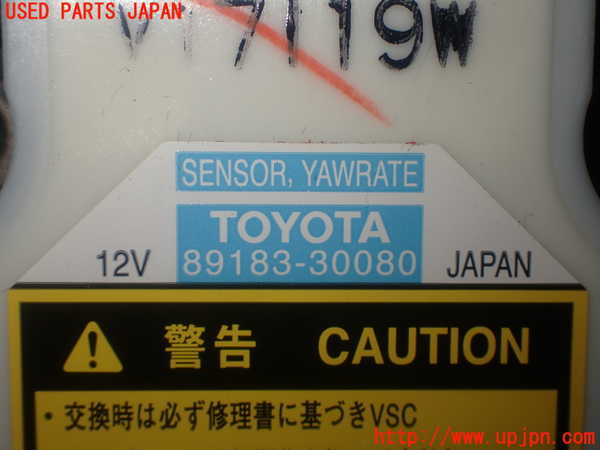 USED PARTS JAPAN
V17119W
SENSOR, YAWRATE
TOYOTA
12V 89183-30080 JAPAN
警告 CAUTION
・交換時は必ず修理書に基づきVSC
http://www.upjpn.com